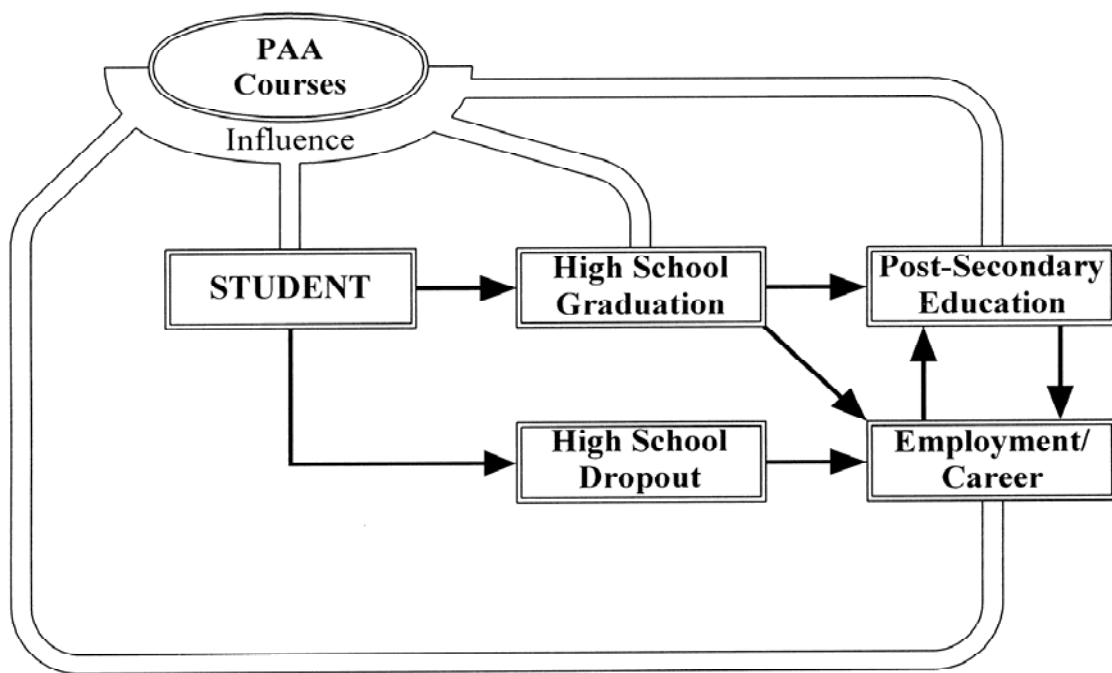 PAA
Courses
Influence
STUDENT
High School
Graduation
Post-Secondary
Education
High School
Dropout
Employment/
Career